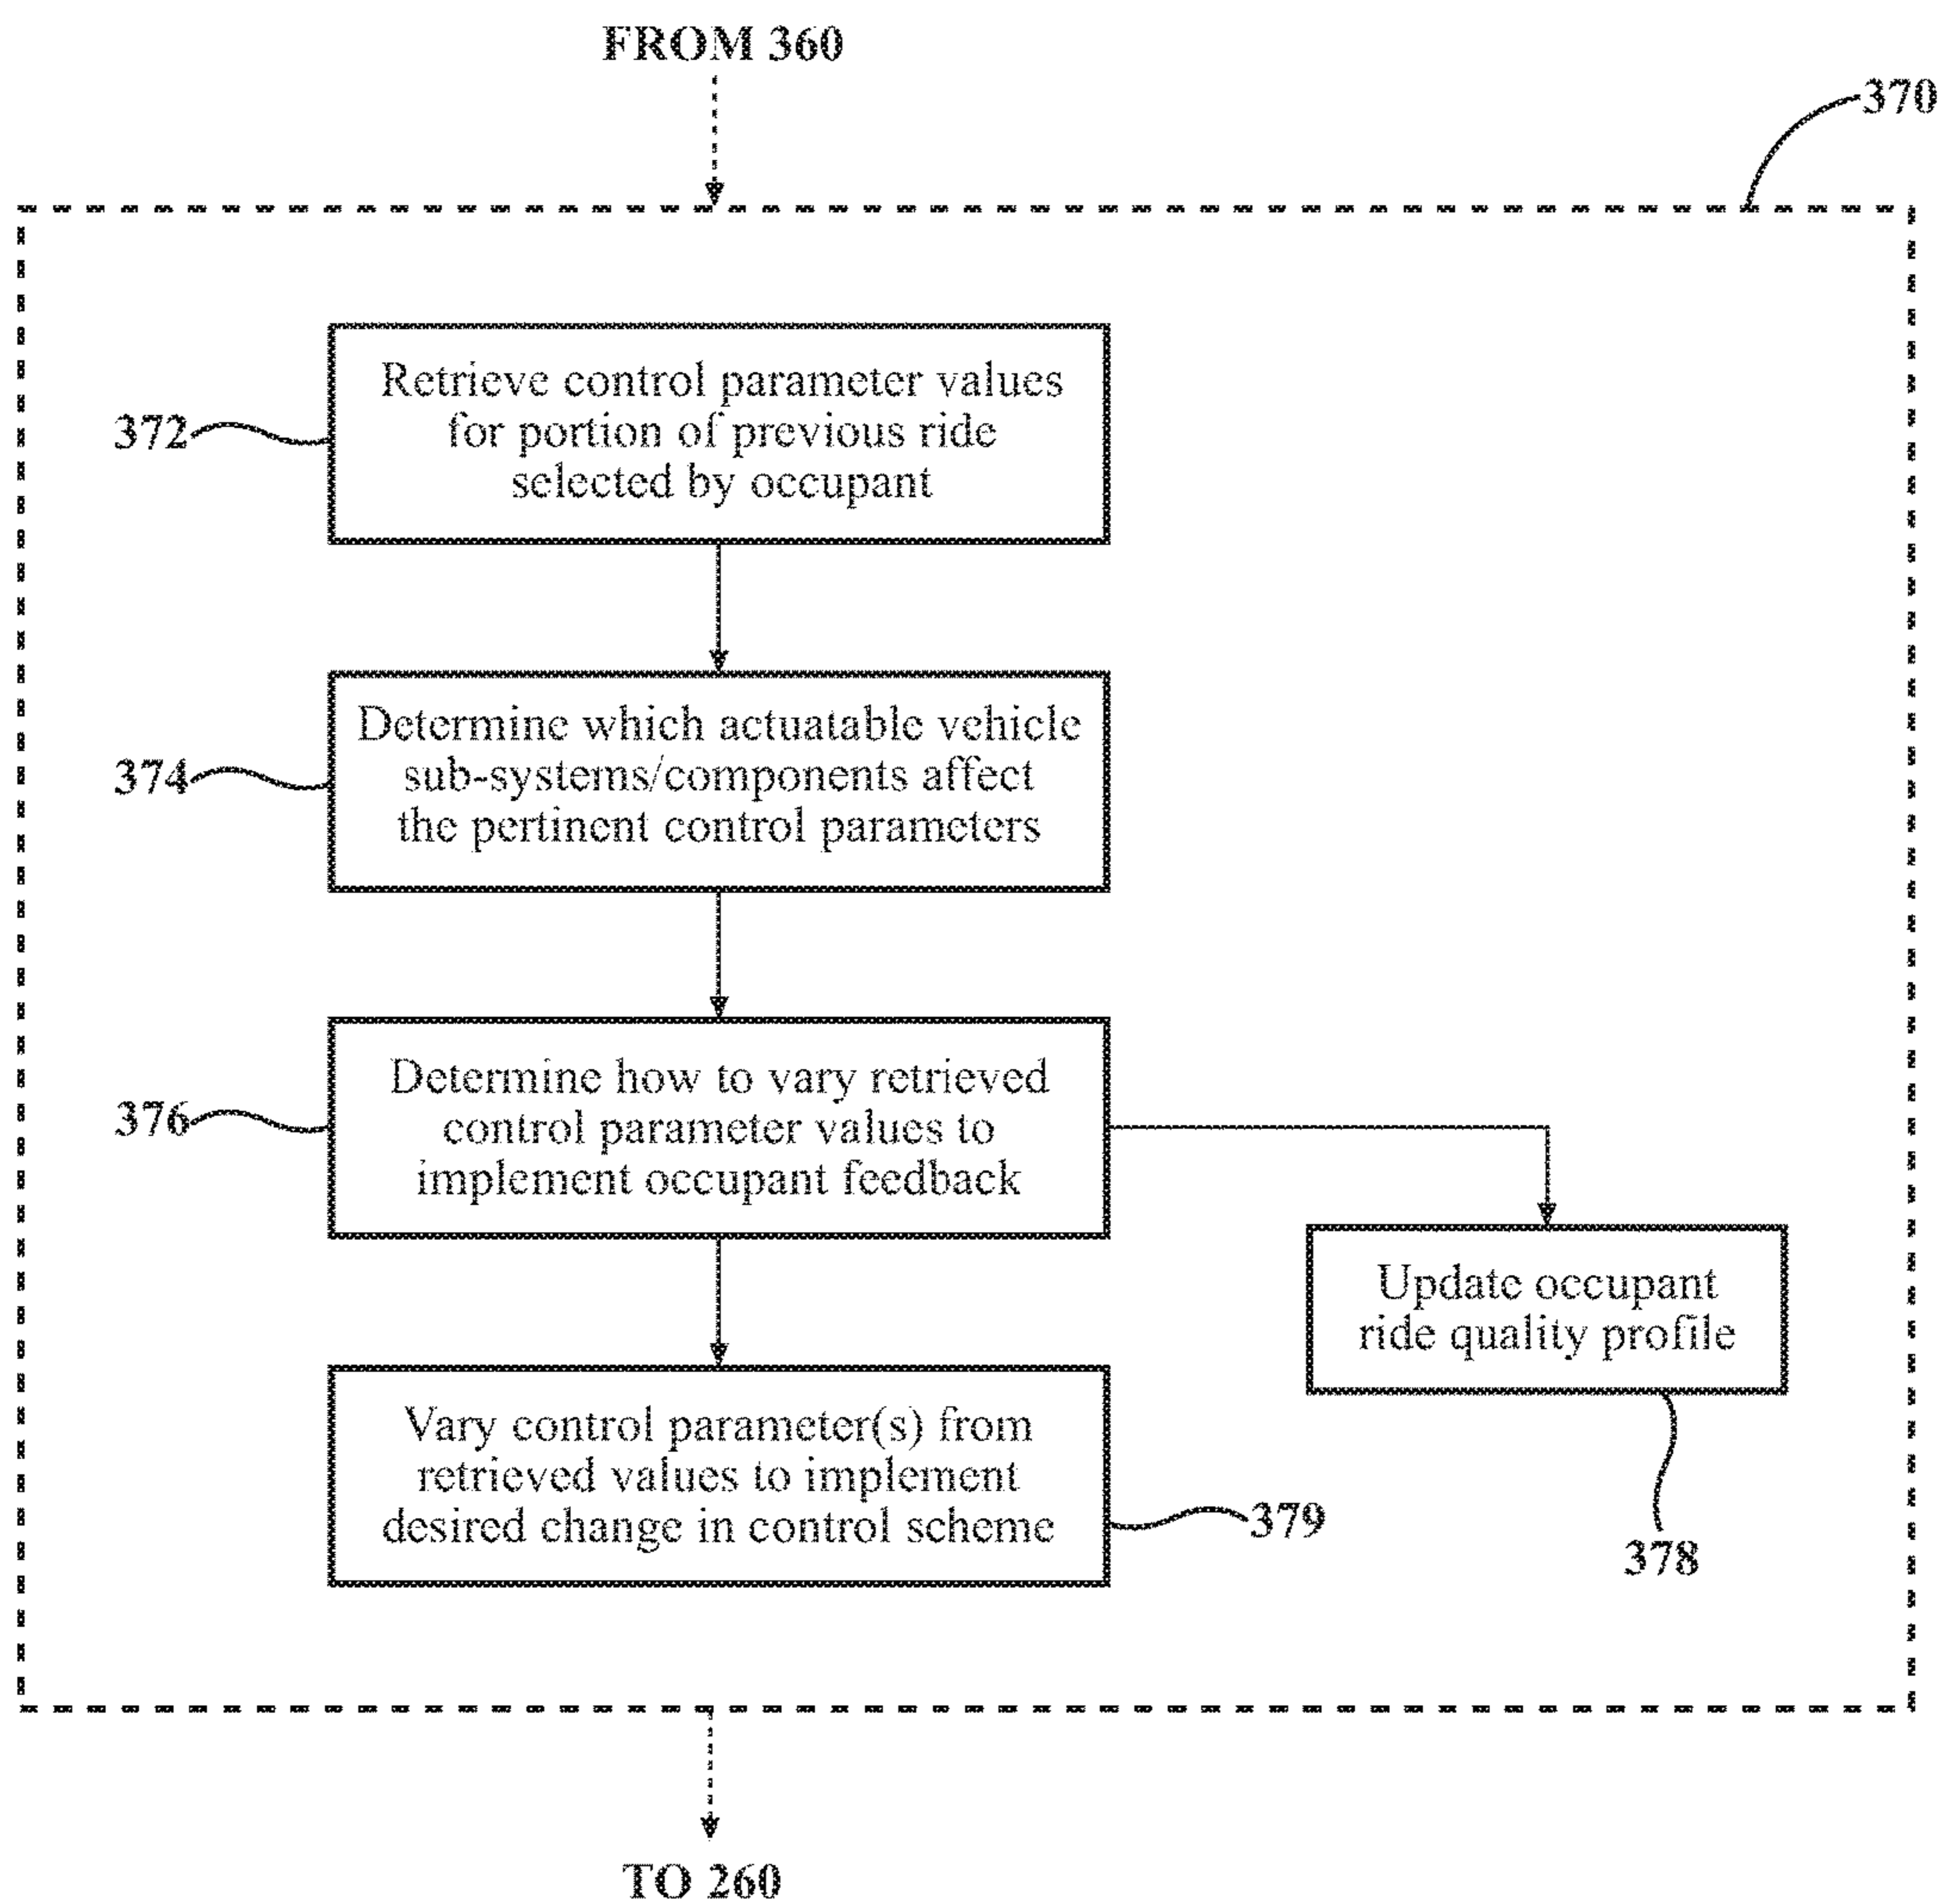 FROM 360
370
Retrieve control parameter values
for portion of previous ride
selected by occupant
372
Determine which actuatable vehicle
sub-systems/components affect
the pertinent control parameters
374
Determine how to vary retrieved
control parameter values to
implement occupant feedback
376
Update occupant
ride quality profile
378
Vary control parameter(s) from
retrieved values to implement
desired change in control scheme
379
TO 260